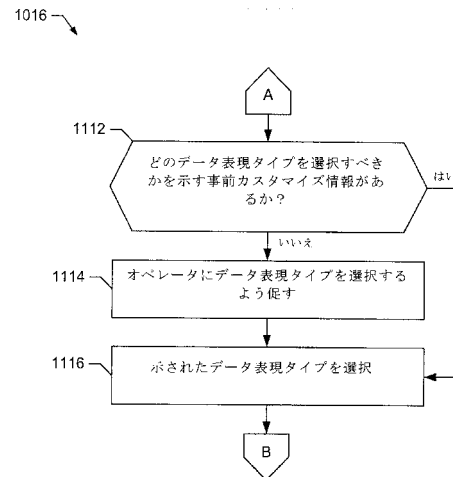 1016
A
1112
どのデータ表現タイプを選択すべき
かを示す事前カスタマイズ情報があ
るか?
はい
いいえ
1114
オペレータにデータ表現タイプを選択する
よう促す
1116
示されたデータ表現タイプを選択
B